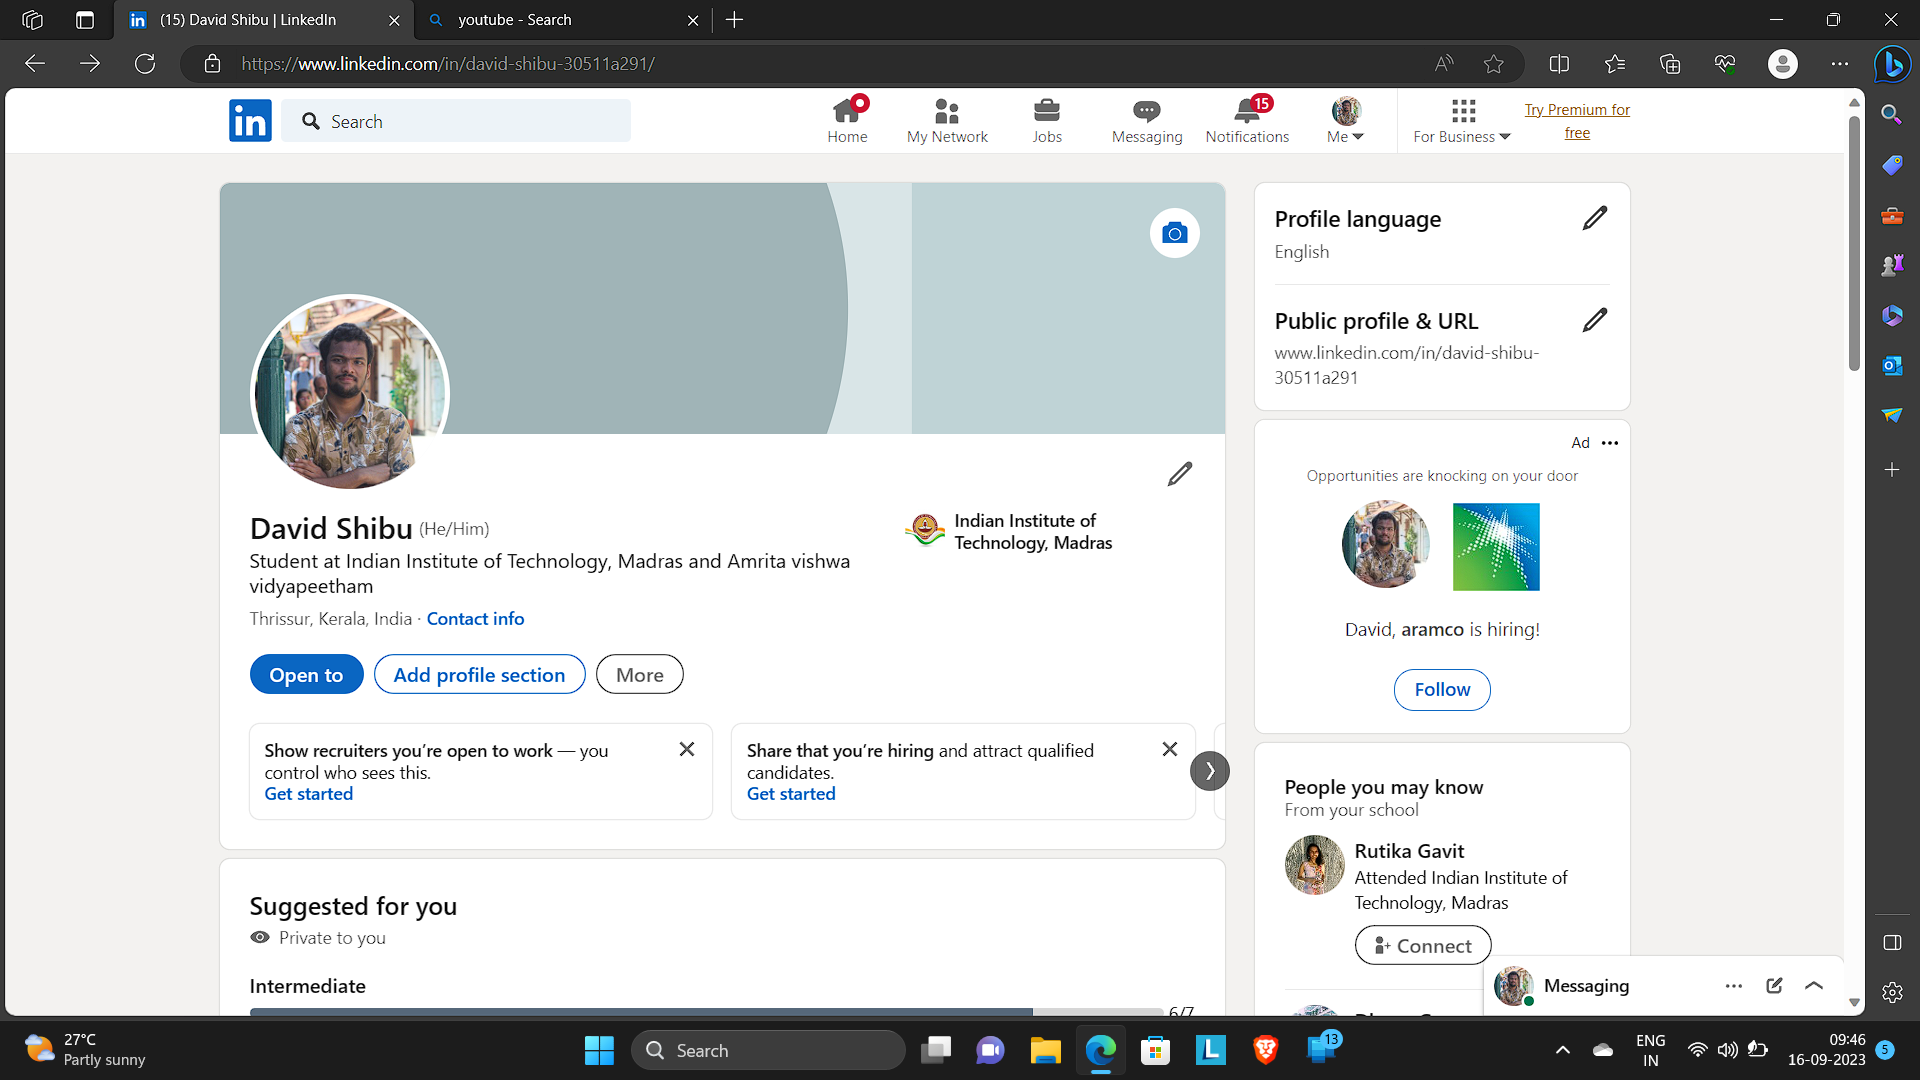 (15) David Shibu | LinkedIn
youtube - Search
https://www.linkedin.com/in/david-shibu-30511a291/
in
Search
Home
My Network
Jobs
Messaging
15
Notifications
Me
For Business
Try Premium for
free
David Shibu (He/Him)
Student at Indian Institute of Technology, Madras and Amrita vishwa
vidyapeetham
Thrissur, Kerala, India · Contact info
Indian Institute of
Technology, Madras
Open to
Add profile section
More
Show recruiters you’re open to work — you
control who sees this.
Get started
Share that you’re hiring and attract qualified
candidates.
Get started
Suggested for you
Private to you
Intermediate
6/7
Profile language
English
Public profile & URL
www.linkedin.com/in/david-shibu-
30511a291
Ad
Opportunities are knocking on your door
David, aramco is hiring!
Follow
People you may know
From your school
Rutika Gavit
Attended Indian Institute of
Technology, Madras
Connect
Messaging
27°C
Partly sunny
Search
L
13
ENG
IN
09:46
16-09-2023
5